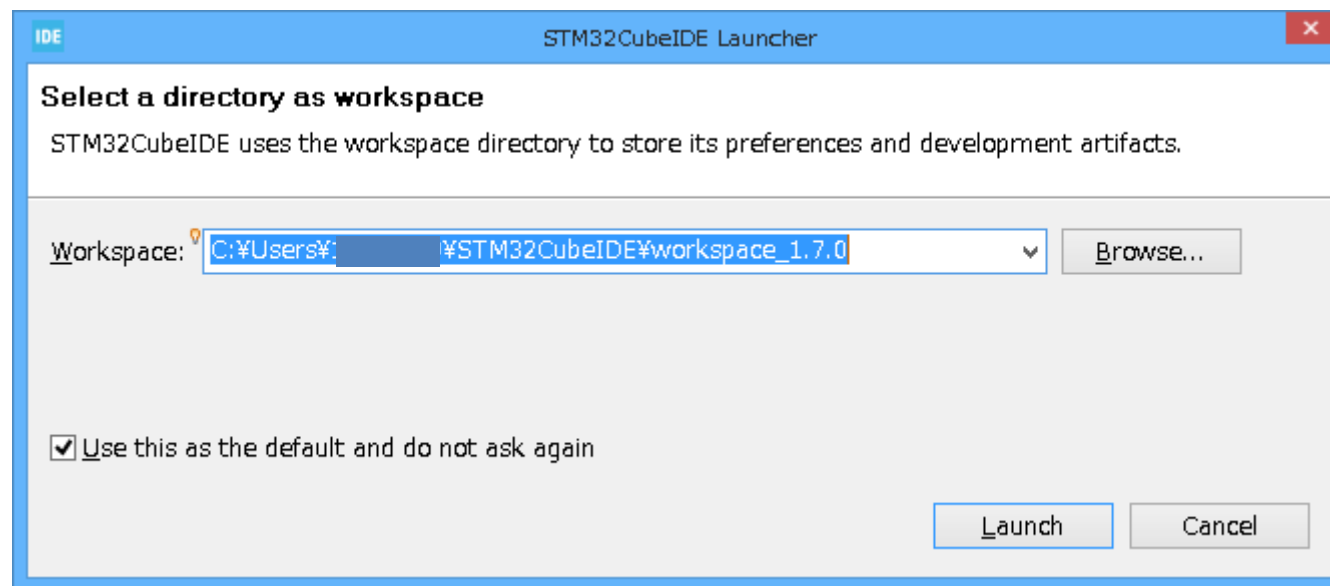 IDE STM32CubeIDE Launcher
Select a directory as workspace
STM32CubeIDE uses the workspace directory to store its preferences and development artifacts.
Workspace: C:¥Users¥ ¥STM32CubeIDE¥workspace_1.7.0 Browse...
Use this as the default and do not ask again
Launch Cancel